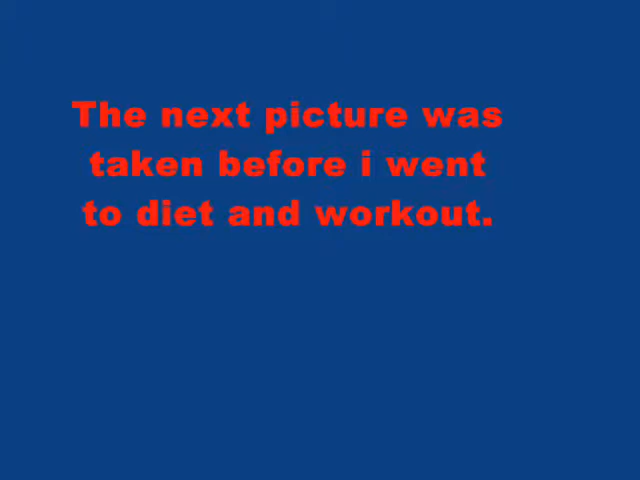 The next picture was
taken before i went
to diet and workout.